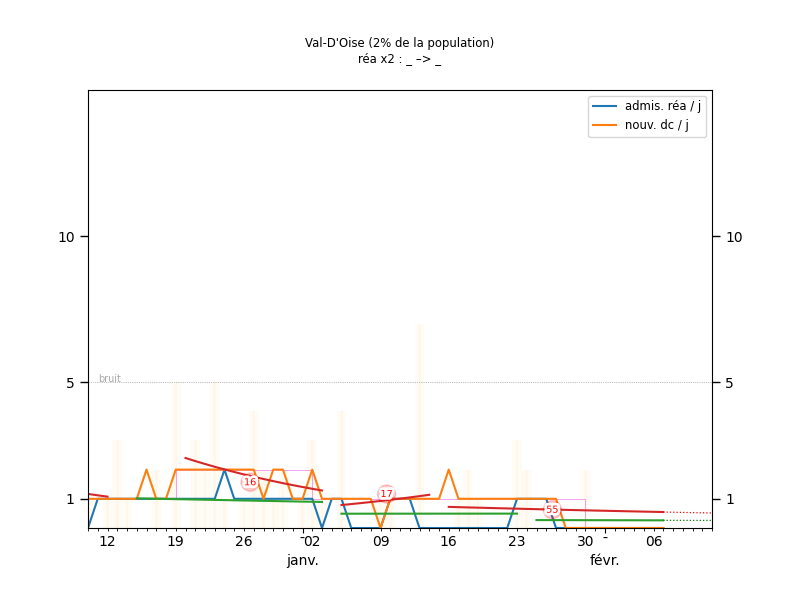 Val-D'Oise (2% de la population)
réa x2 : _ –> _
admis. réa / j
nouv. dc / j
10
10
bruit
5
5
16
17
55
1
1
12
19
26
02
09
16
23
30
06
janv.
févr.